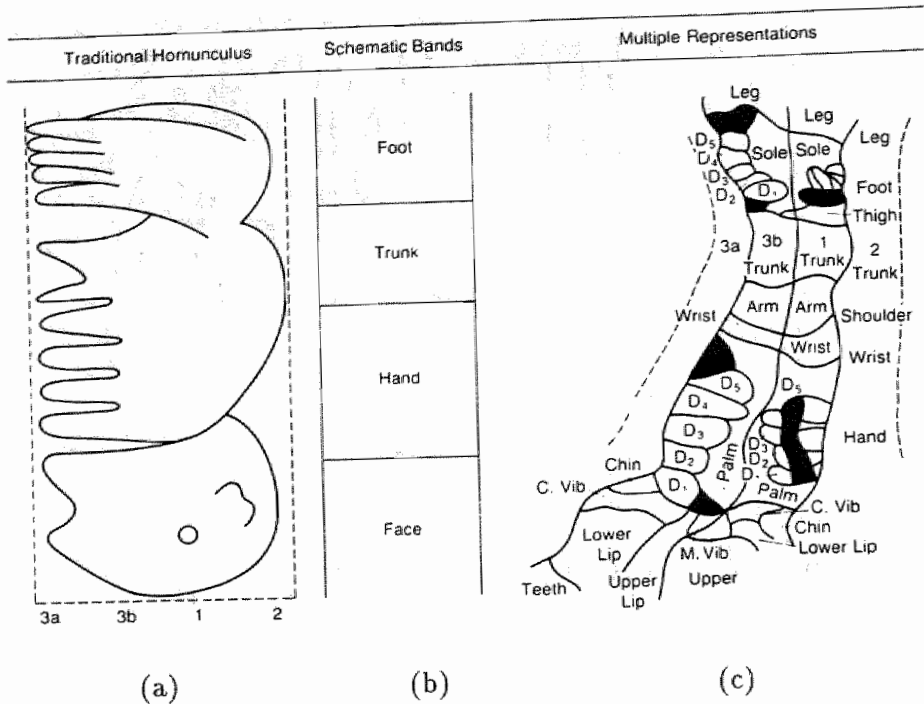 Traditional Homunculus
Schematic Bands
Multiple Representations
Foot
Trunk
Hand
Face
3a 3b 1 2
Leg
Leg
Leg
D5
D4
D3
D2
D1
Sole
Sole
Foot
Thigh
3a
3b
1
2
Trunk
Trunk
Trunk
Arm
Arm
Shoulder
Wrist
Wrist
Wrist
D5
D4
D3
D2
D1
Palm
D5
D3
D2
D
Palm
Hand
Chin
C. Vib
C. Vib
Chin
Lower Lip
Lower
Lip
M. Vib
Upper
Lip
Upper
Teeth
(a)
(b)
(c)